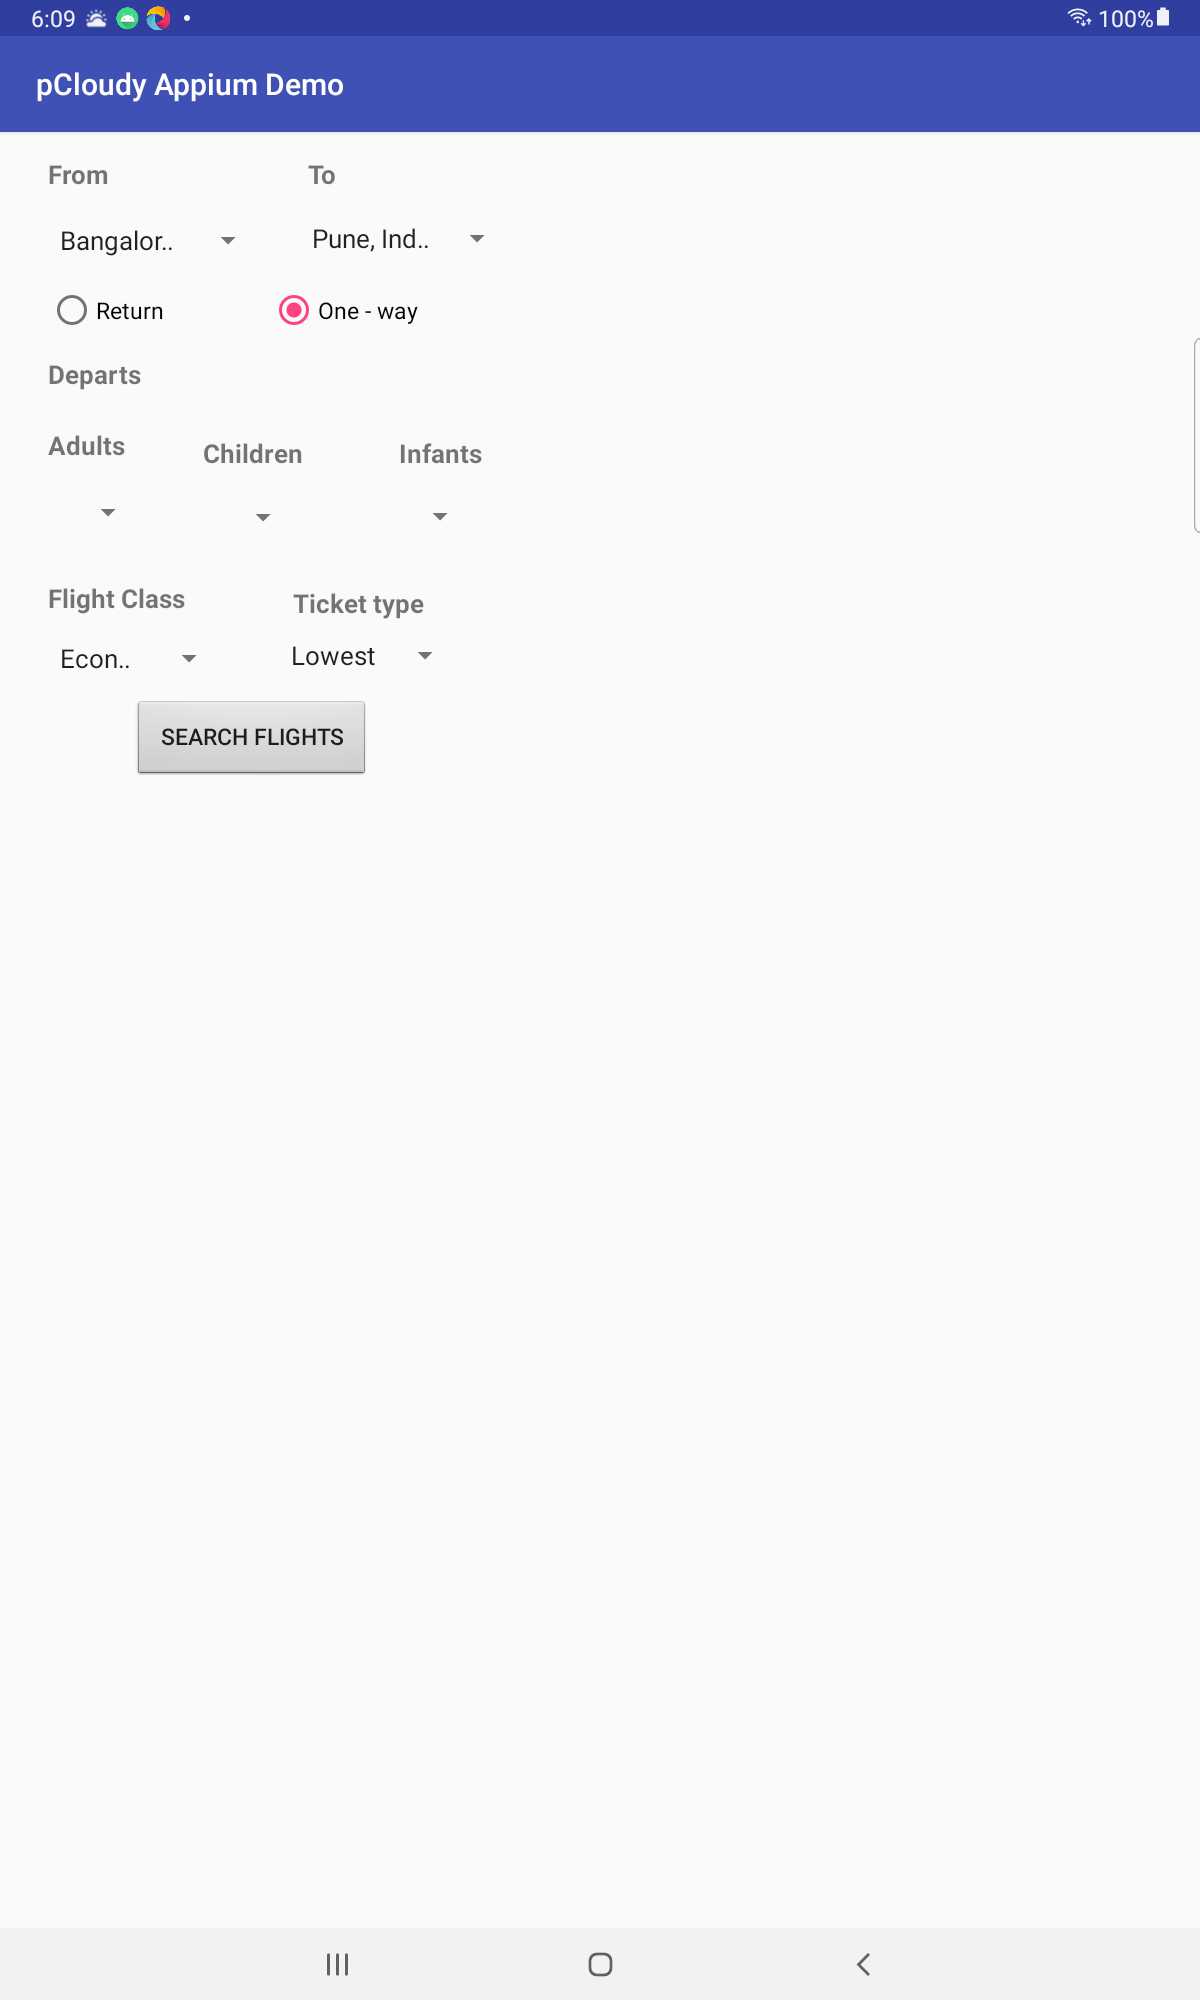 6:09 100%
pCloudy Appium Demo
From To
Bangalor.. Pune, Ind..
Return One - way
Departs
Adults Children Infants
Flight Class Ticket type
Econ.. Lowest
SEARCH FLIGHTS